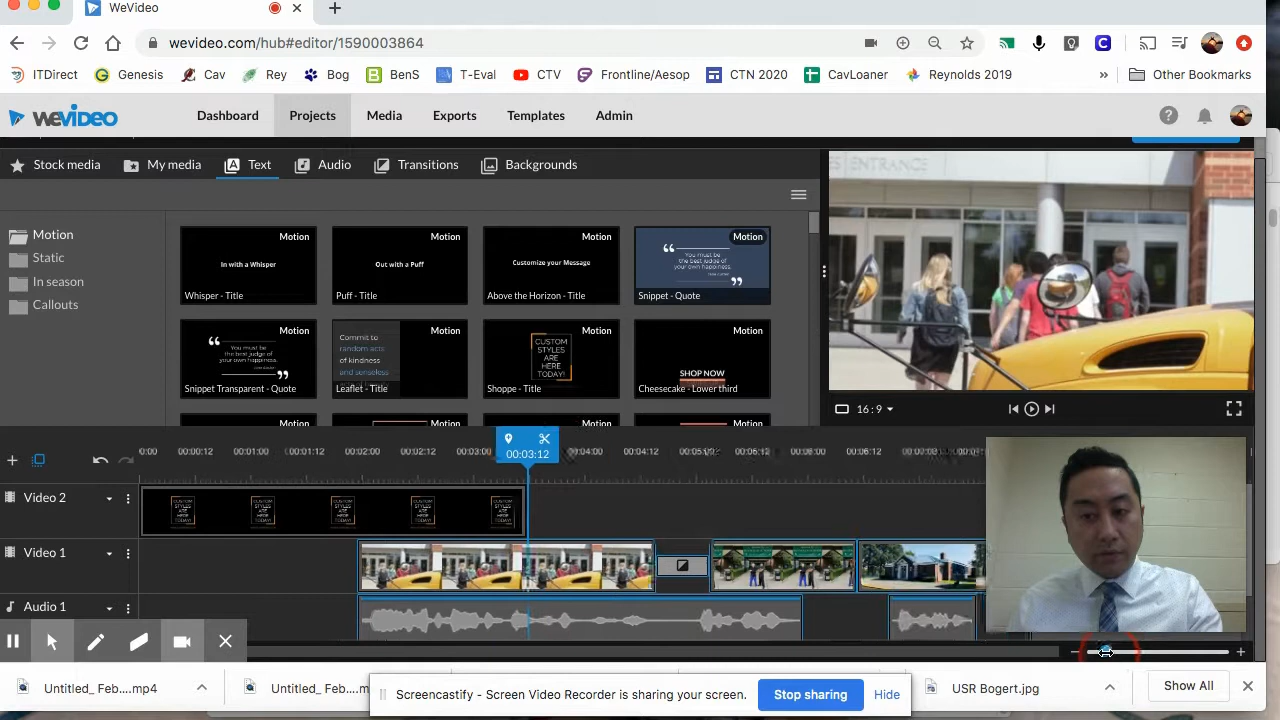 WeVideo
wevideo.com/hub#editor/1590003864
ITDirect Genesis Cav Rey Bog BenS T-Eval CTV Frontline/Aesop CTN 2020 CavLoaner Reynolds 2019 » Other Bookmarks
WEVIDEO Dashboard Projects Media Exports Templates Admin
Stock media My media Text Audio Transitions Backgrounds
ENTRANCE
Motion
Static
In season
Callouts
Motion Motion Motion Motion
In with a Whisper Out with a Puff Customize your Message
You must be
the best judge of
your own happiness.
Whisper - Title Puff - Title Above the Horizon - Title Snippet - Quote
Motion Motion Motion Motion
You must be
the best judge of
your own happiness.
Commit to
random acts
of kindness
and senseless
CUSTOM
STYLES
ARE
HERE
TODAY!
SHOP NOW
Snippet Transparent - Quote Leaflet - Title Shoppe - Title Cheesecake - Lower third
16:9
0:00 00:00:12 00:01:00 00:01:12 00:02:00 00:02:12 00:03:00 00:03:12 00:04:00 00:04:12
Video 2
CUSTOM
STYLES
ARE
HERE
TODAY!
Video 1
Audio 1
Untitled_ Feb....mp4 Untitled_ Feb....m USR Bogert.jpg Show All
Screencastify - Screen Video Recorder is sharing your screen. Stop sharing Hide